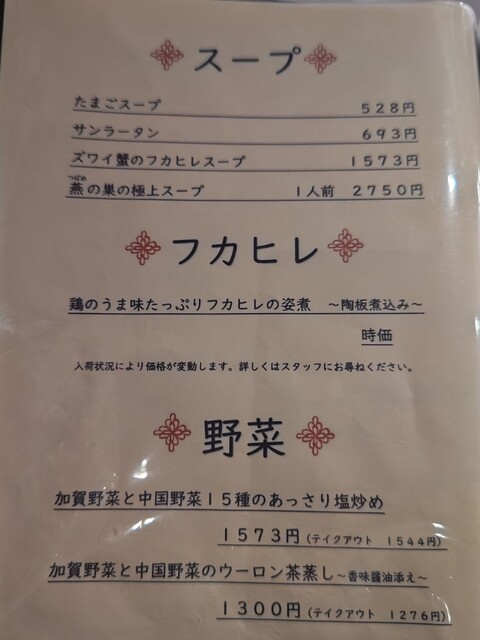 スープ
たまごスープ 528円
サンラータン 693円
ズワイ蟹のフカヒレスープ 1573円
つばめ
燕の巣の極上スープ 1人前 2750円
フカヒレ
鶏のうま味たっぷりフカヒレの姿煮 ～陶板煮込み～
時価
入荷状況により価格が変動します。詳しくはスタッフにお尋ねください。
野菜
加賀野菜と中国野菜15種のあっさり塩炒め
1573円 (テイクアウト 1544円)
加賀野菜と中国野菜のウーロン茶蒸し～香味醤油添え～
1300円 (テイクアウト 1276円)